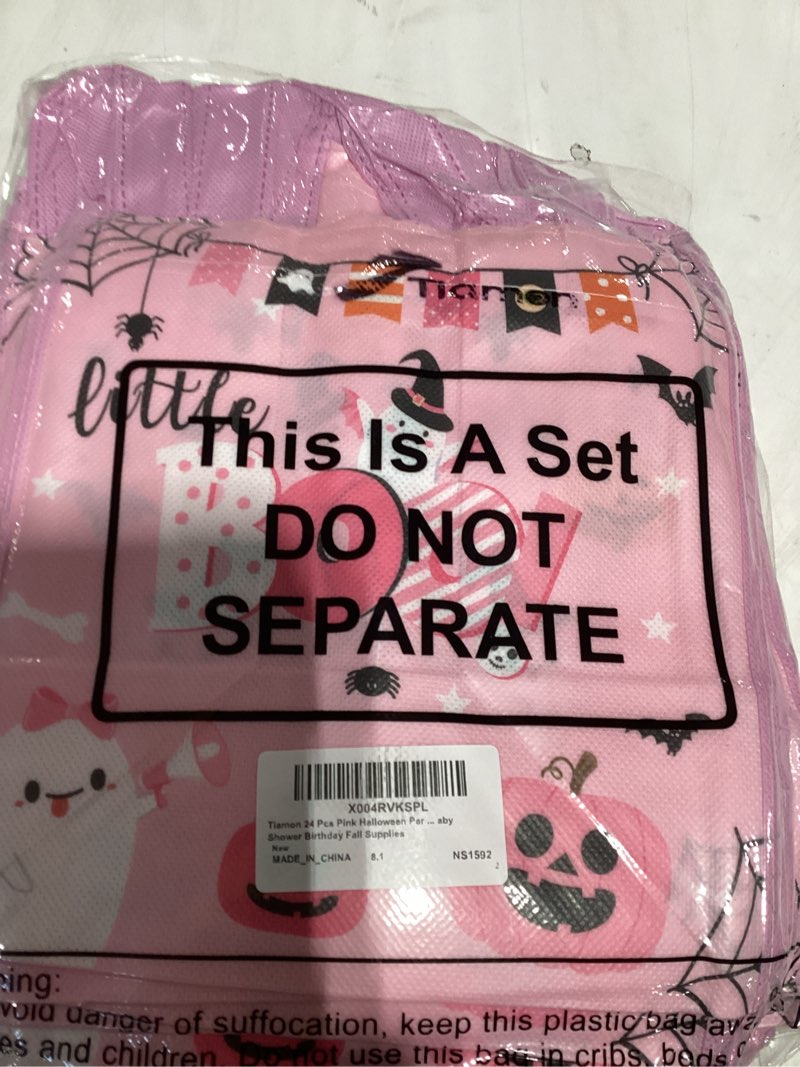 Tiamon
little
BOO
This Is A Set
DO NOT
SEPARATE
X004RVKSPL
Tiamon 24 Pcs Pink Halloween Par ... aby
Shower Birthday Fall Supplies
New
MADE_IN_CHINA 8.1 NS1592
2
ning:
void danger of suffocation, keep this plastic bag awa
es and children. Do not use this bag in cribs, beds